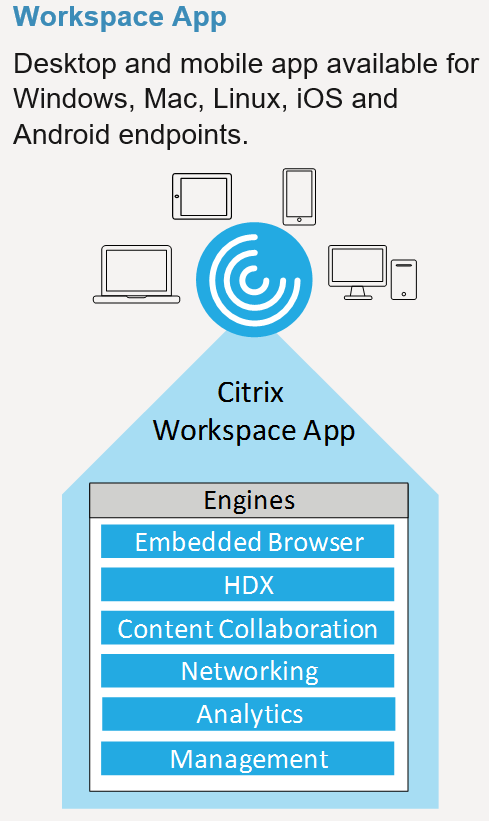 Workspace App
Desktop and mobile app available for
Windows, Mac, Linux, iOS and
Android endpoints.
Citrix
Workspace App
Engines
Embedded Browser
HDX
Content Collaboration
Networking
Analytics
Management